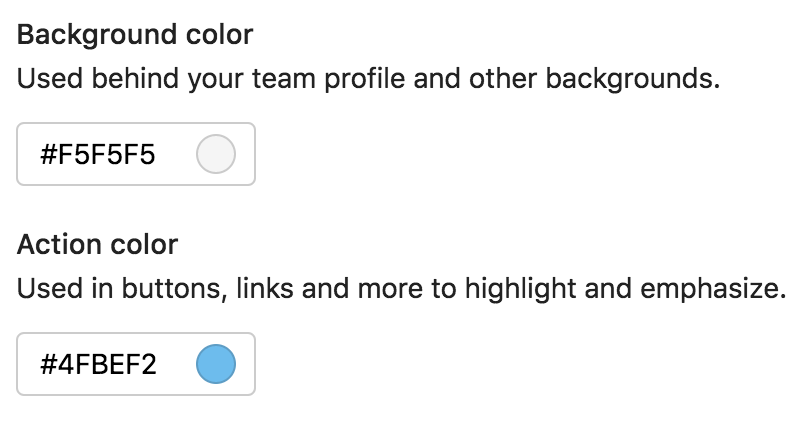 Background color
Used behind your team profile and other backgrounds.
#F5F5F5
Action color
Used in buttons, links and more to highlight and emphasize.
#4FBEF2